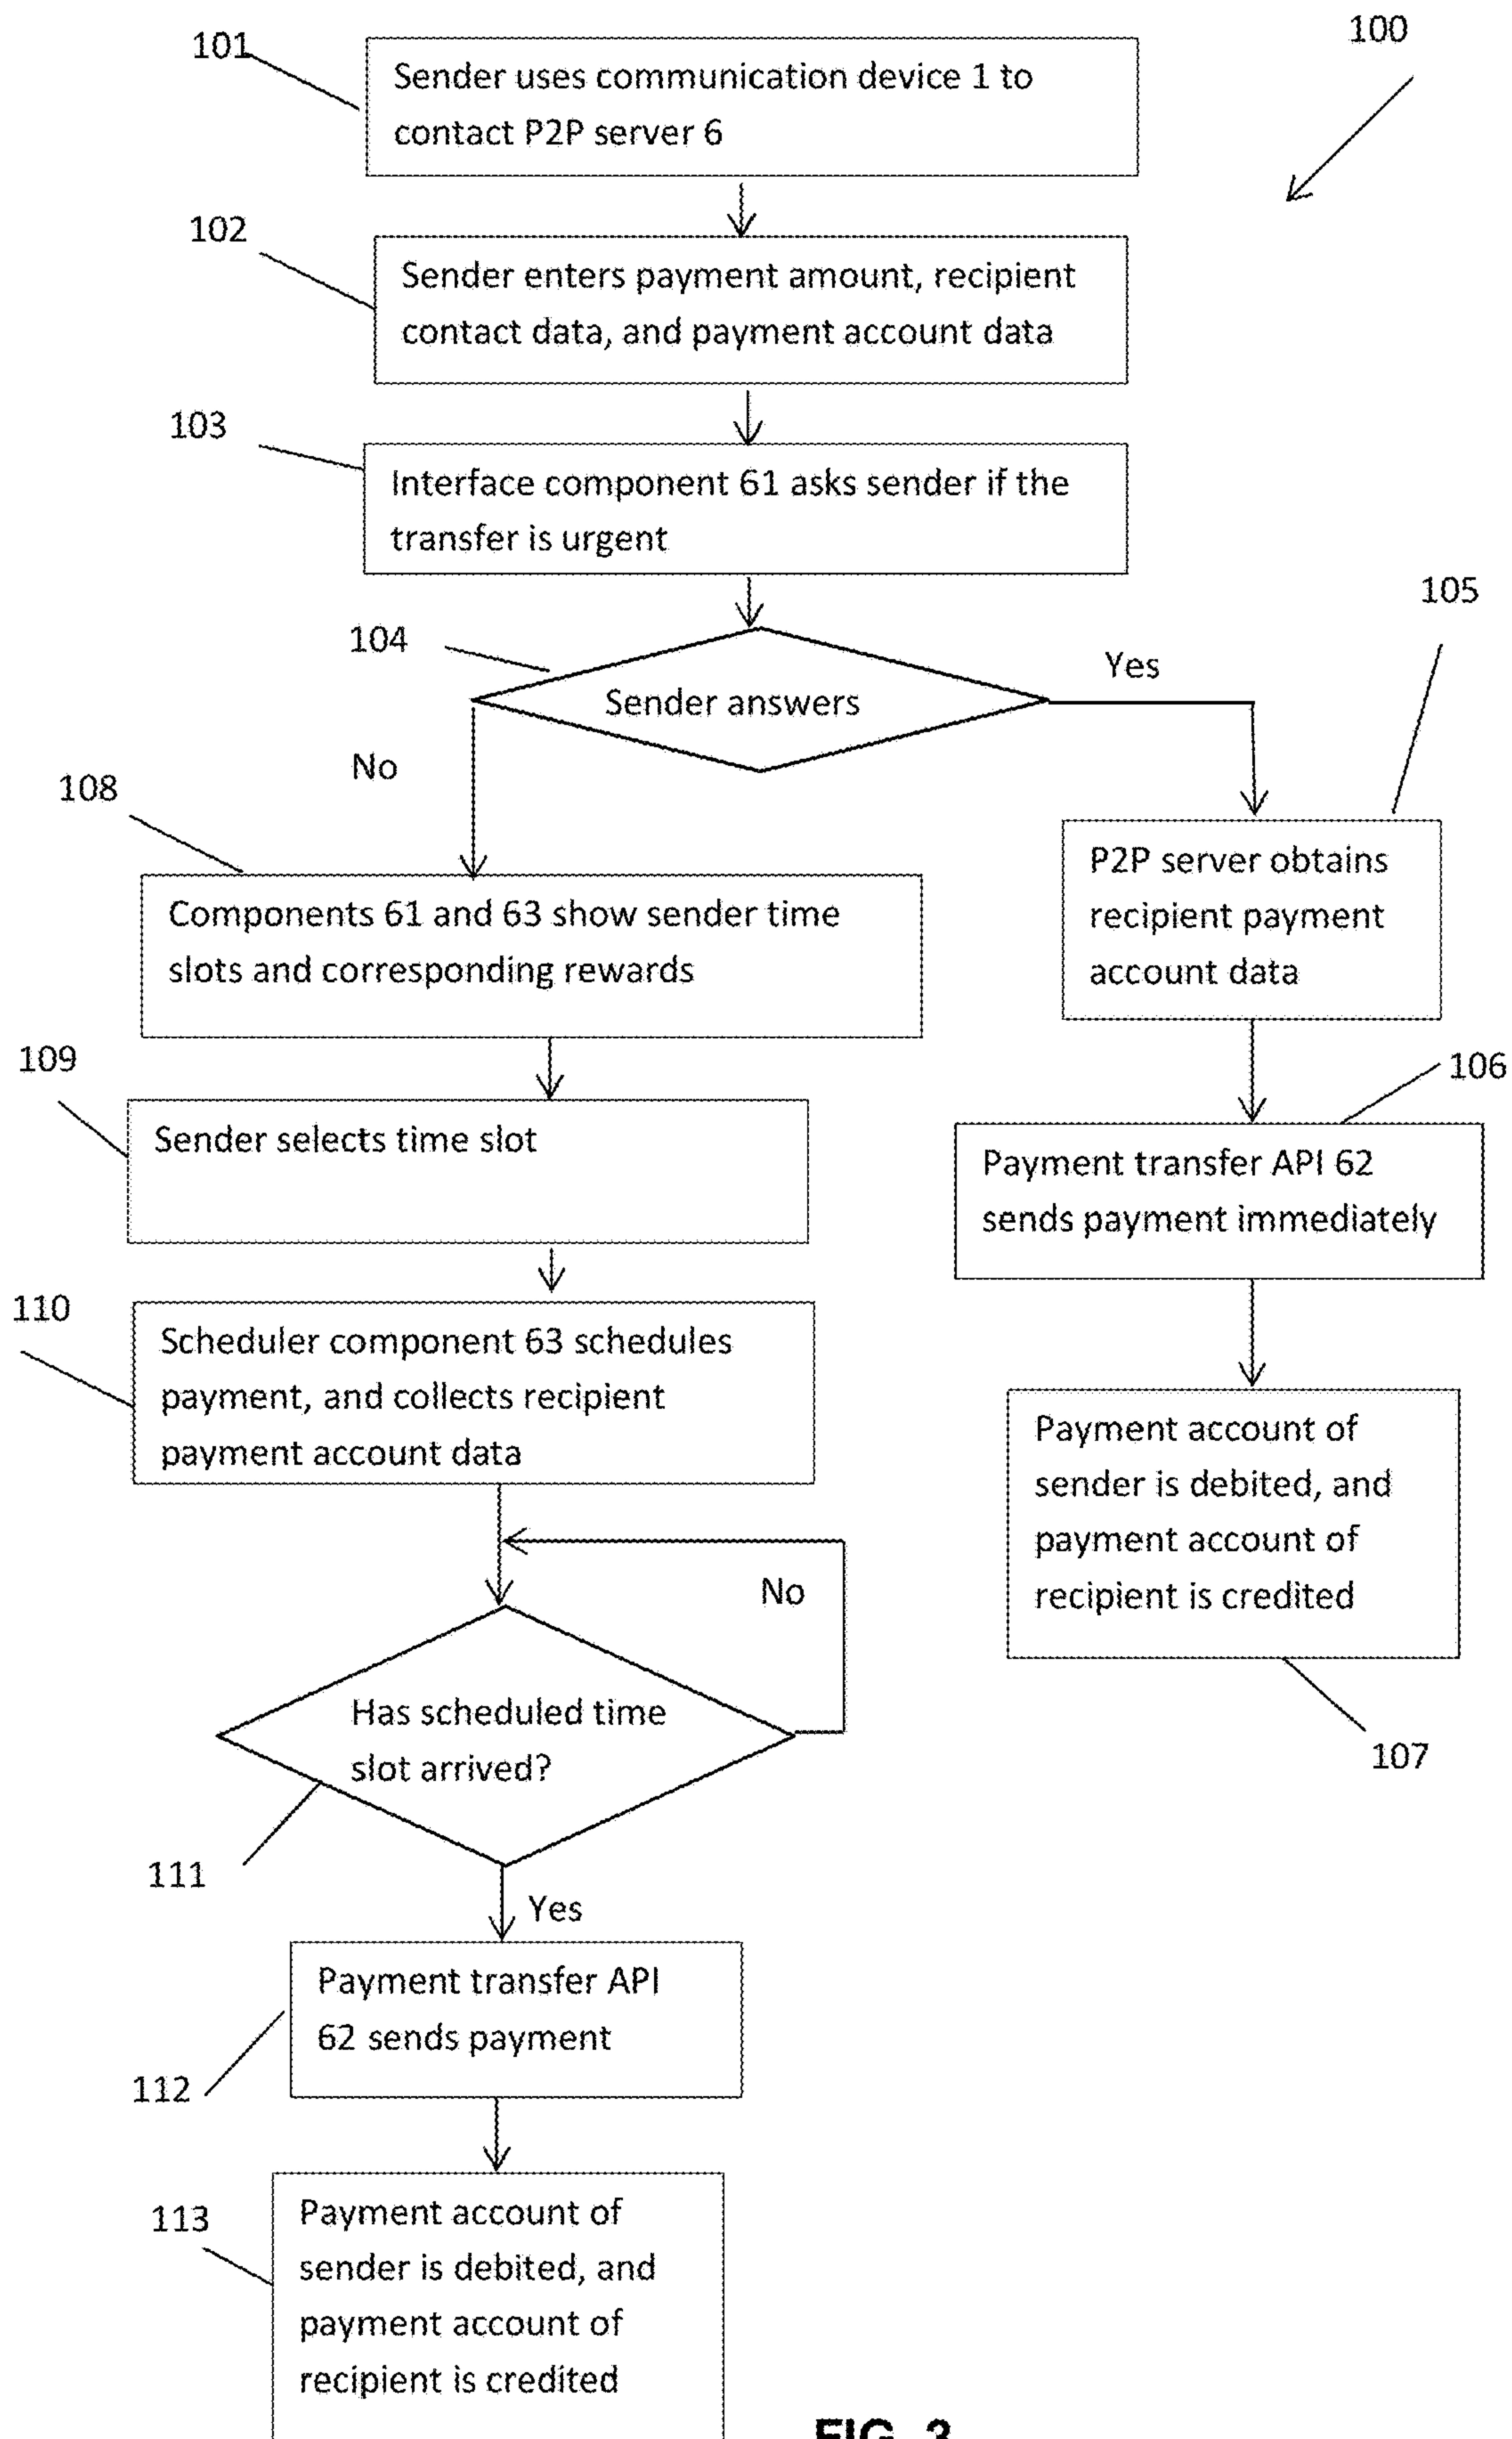 100
101
Sender uses communication device 1 to
contact P2P server 6
102
Sender enters payment amount, recipient
contact data, and payment account data
103
Interface component 61 asks sender if the
transfer is urgent
104
Sender answers
Yes
No
105
P2P server obtains
recipient payment
account data
106
Payment transfer API 62
sends payment immediately
Payment account of
sender is debited, and
payment account of
recipient is credited
107
108
Components 61 and 63 show sender time
slots and corresponding rewards
109
Sender selects time slot
110
Scheduler component 63 schedules
payment, and collects recipient
payment account data
No
Has scheduled time
slot arrived?
111
Yes
Payment transfer API
62 sends payment
112
113
Payment account of
sender is debited, and
payment account of
recipient is credited
FIG. 3